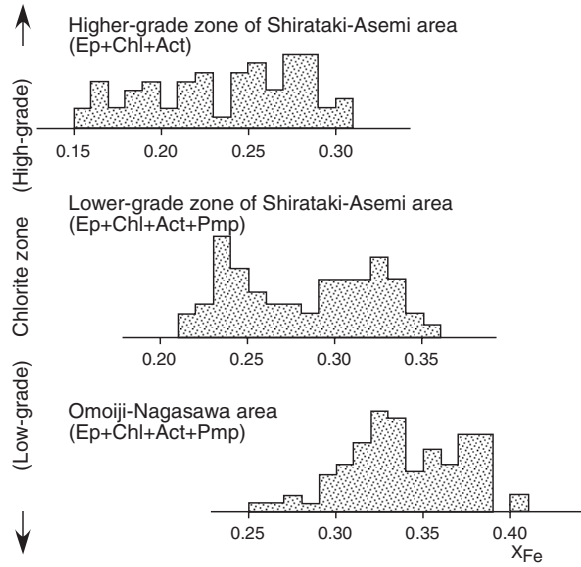 Higher-grade zone of Shirataki-Asemi area
(Ep+Chl+Act)
0.15 0.20 0.25 0.30
Lower-grade zone of Shirataki-Asemi area
(Ep+Chl+Act+Pmp)
0.20 0.25 0.30 0.35
Omoiji-Nagasawa area
(Ep+Chl+Act+Pmp)
0.25 0.30 0.35 0.40
XFe
(Low-grade) Chlorite zone (High-grade)